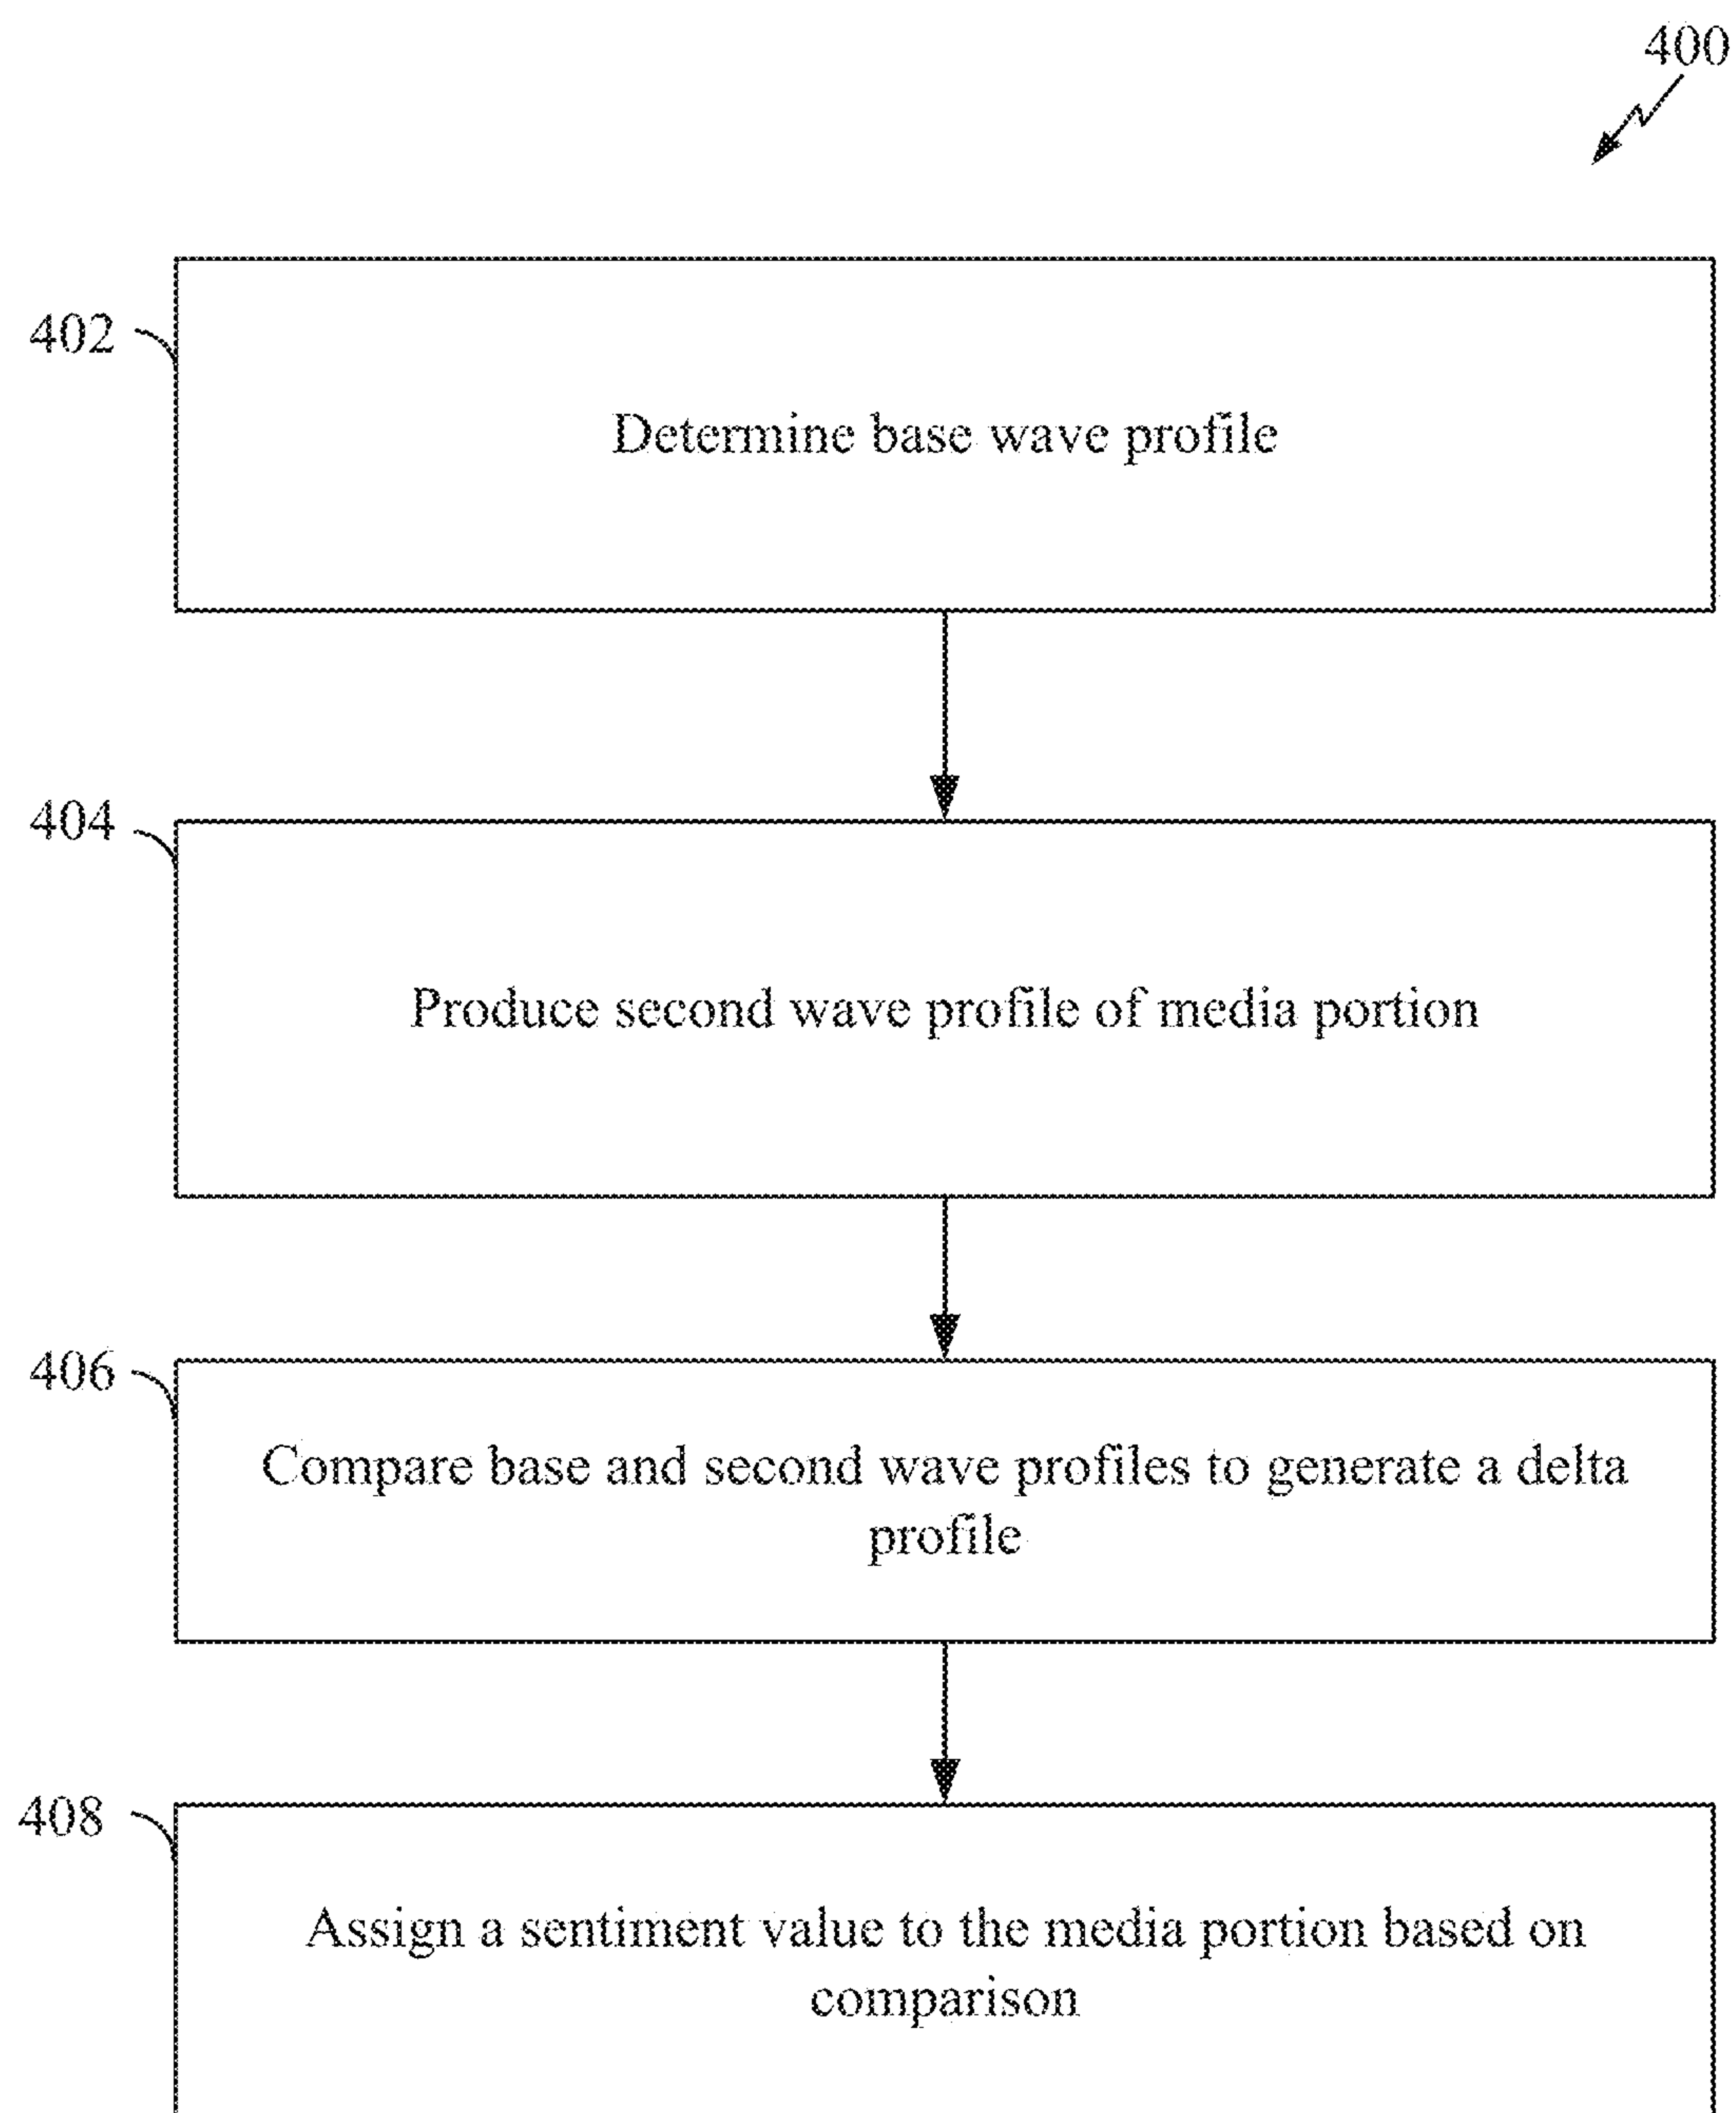 400
402
Determine base wave profile
404
Produce second wave profile of media portion
406
Compare base and second wave profiles to generate a delta
profile
408
Assign a sentiment value to the media portion based on
comparison